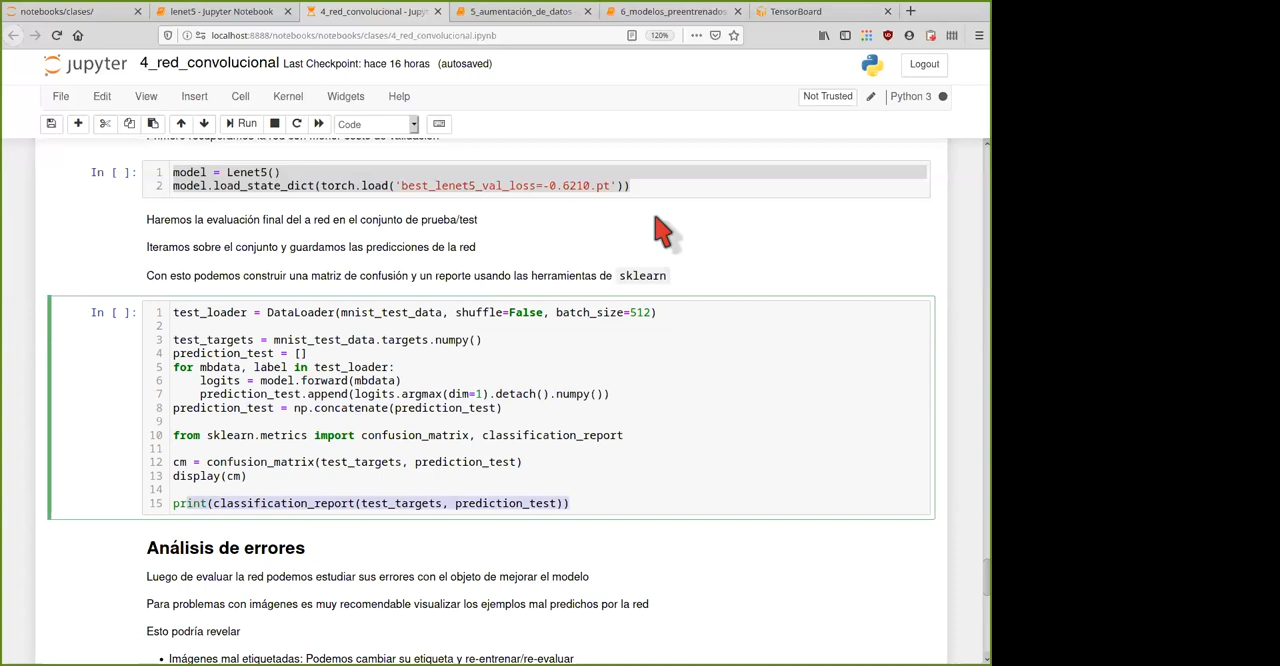 notebooks/clases/
lenet5 - Jupyter Notebook
4_red_convolucional - Jupyt
5_aumentación_de_datos
6_modelos_preentrenados
TensorBoard
localhost:8888/notebooks/notebooks/clases/4_red_convolucional.ipynb
120%
jupyter 4_red_convolucional Last Checkpoint: hace 16 horas (autosaved)
Logout
File Edit View Insert Cell Kernel Widgets Help
Not Trusted
Python 3
Run
Code
In [ ]:
1 model = Lenet5()
2 model.load_state_dict(torch.load('best_lenet5_val_loss=-0.6210.pt'))
Haremos la evaluación final del a red en el conjunto de prueba/test
Iteramos sobre el conjunto y guardamos las predicciones de la red
Con esto podemos construir una matriz de confusión y un reporte usando las herramientas de sklearn
In [ ]:
1 test_loader = DataLoader(mnist_test_data, shuffle=False, batch_size=512)
2
3 test_targets = mnist_test_data.targets.numpy()
4 prediction_test = []
5 for mbdata, label in test_loader:
6     logits = model.forward(mbdata)
7     prediction_test.append(logits.argmax(dim=1).detach().numpy())
8 prediction_test = np.concatenate(prediction_test)
9
10 from sklearn.metrics import confusion_matrix, classification_report
11
12 cm = confusion_matrix(test_targets, prediction_test)
13 display(cm)
14
15 print(classification_report(test_targets, prediction_test))
Análisis de errores
Luego de evaluar la red podemos estudiar sus errores con el objeto de mejorar el modelo
Para problemas con imágenes es muy recomendable visualizar los ejemplos mal predichos por la red
Esto podría revelar
• Imágenes mal etiquetadas: Podemos cambiar su etiqueta y re-entrenar/re-evaluar